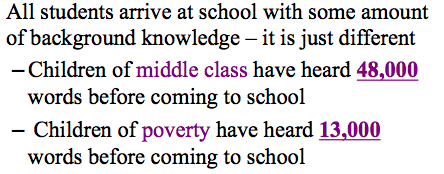 All students arrive at school with some amount
of background knowledge – it is just different
– Children of middle class have heard 48,000
words before coming to school
– Children of poverty have heard 13,000
words before coming to school